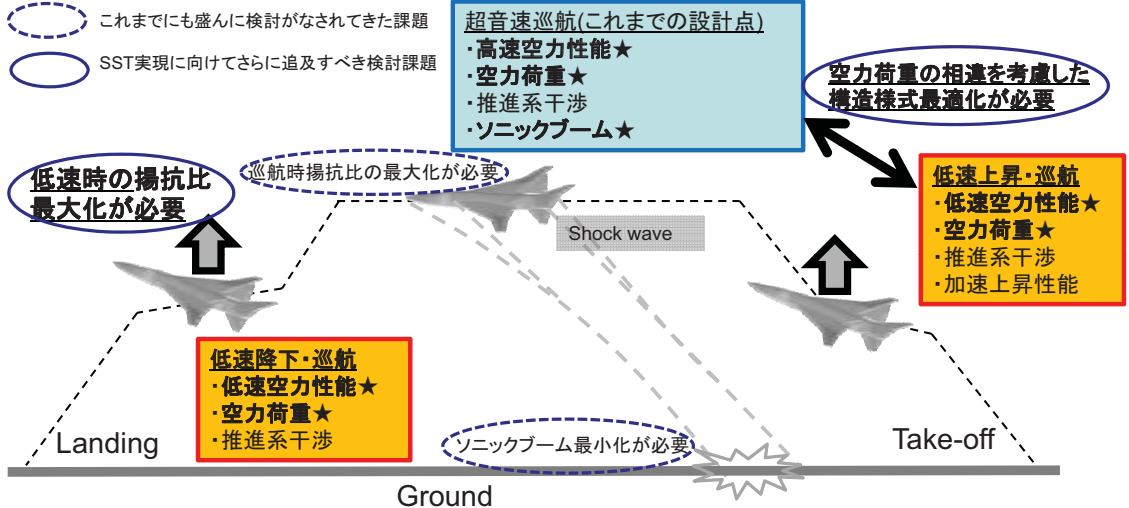 これまでにも盛んに検討がなされてきた課題
SST実現に向けてさらに追及すべき検討課題
超音速巡航(これまでの設計点)
・高速空力性能★
・空力荷重★
・推進系干渉
・ソニックブーム★
空力荷重の相違を考慮した
構造様式最適化が必要
低速時の揚抗比
最大化が必要
巡航時揚抗比の最大化が必要
Shock wave
低速上昇・巡航
・低速空力性能★
・空力荷重★
・推進系干渉
・加速上昇性能
低速降下・巡航
・低速空力性能★
・空力荷重★
・推進系干渉
Landing
ソニックブーム最小化が必要
Take-off
Ground